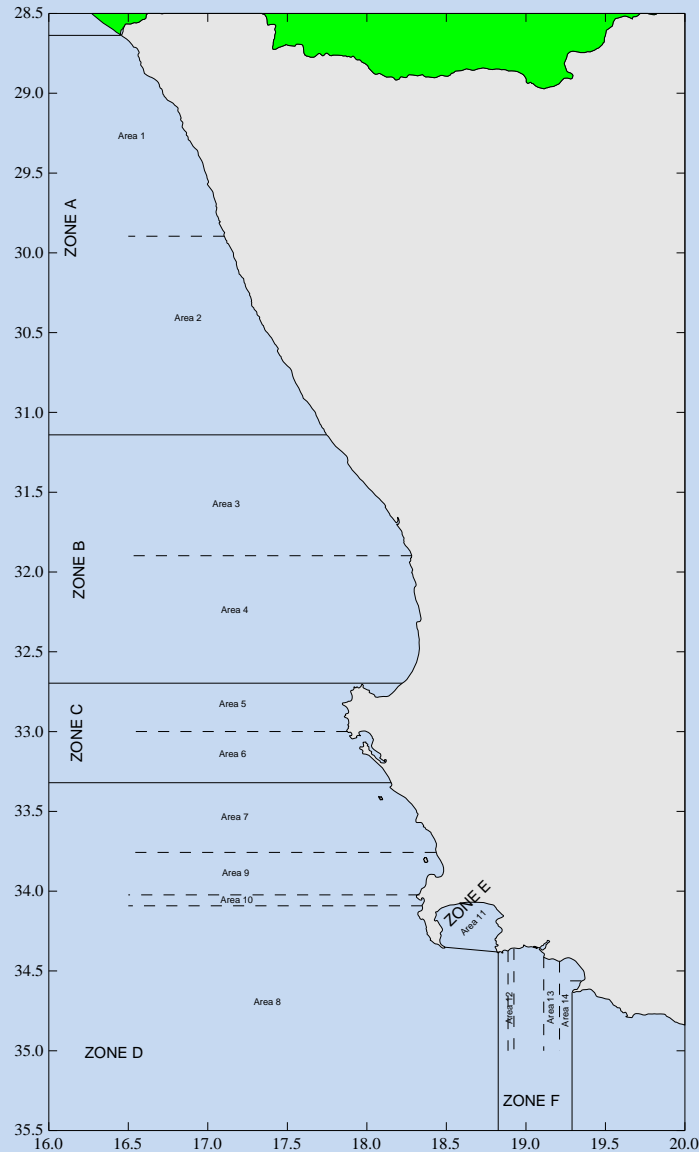 28.5
29.0
Area 1
29.5
ZONE A
30.0
Area 2
30.5
31.0
31.5
Area 3
32.0
ZONE B
Area 4
32.5
Area 5
33.0
ZONE C
Area 6
33.5
Area 7
Area 9
34.0
Area 10
ZONE E
Area 11
34.5
Area 8
Area 12
Area 13
Area 14
35.0
ZONE D
ZONE F
35.5
16.0 16.5 17.0 17.5 18.0 18.5 19.0 19.5 20.0